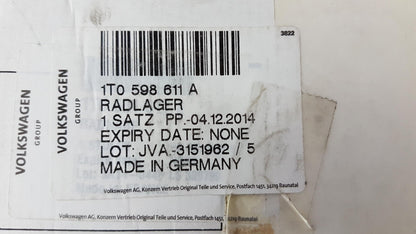 3822
1T0 598 611 A
RADLAGER
1 SATZ PP.-04.12.2014
EXPIRY DATE: NONE
LOT: JVA.-3151962 / 5
MADE IN GERMANY
Volkswagen AG, Konzern Vertrieb Original Teile und Service, Postfach 1451, 34219 Baunatal
Volkswagen AG, Konzern Vertrieb Original Teile und Service, Postfach 1451, 34219 Baunatal
VOLKSWAGEN
GROUP
VOLKSWAGEN
GROUP